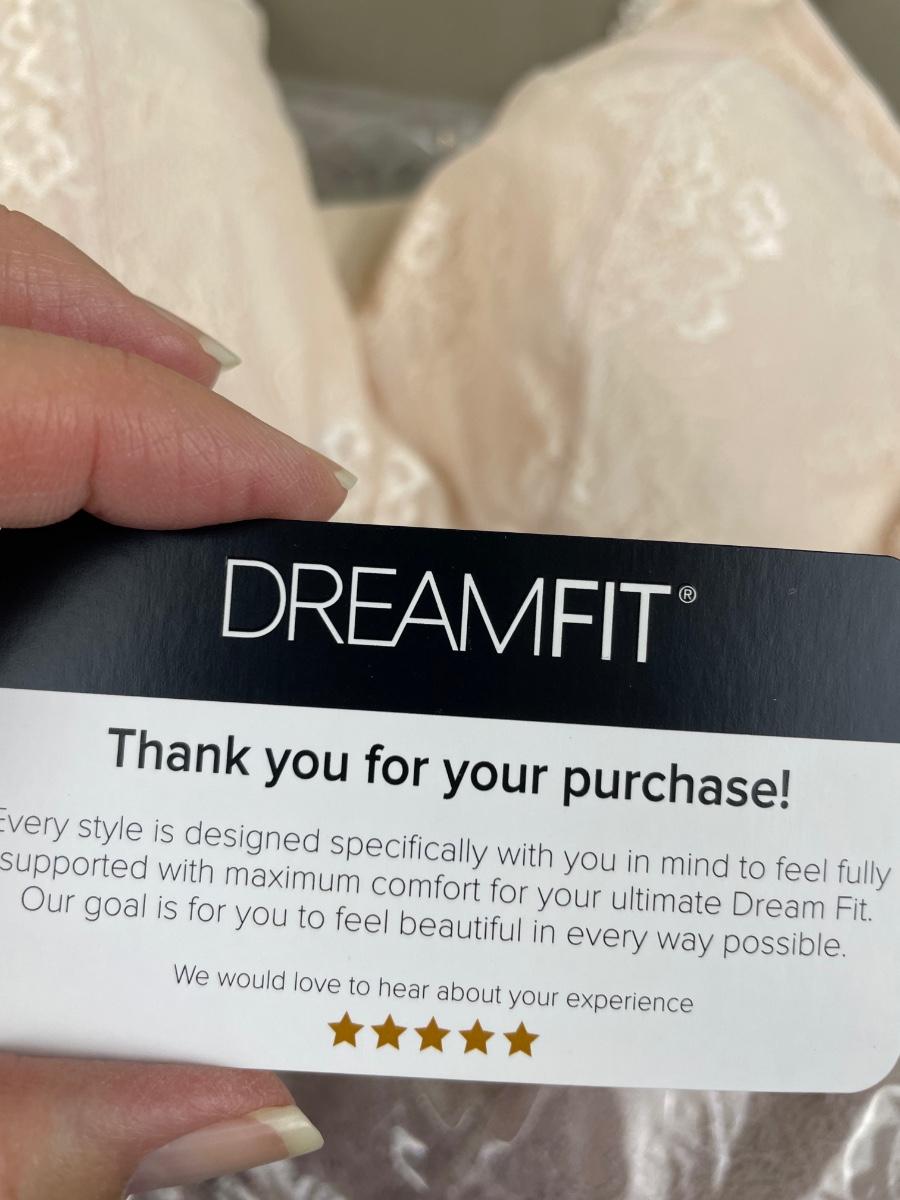 DREAMFIT®
Thank you for your purchase!
Every style is designed specifically with you in mind to feel fully
supported with maximum comfort for your ultimate Dream Fit.
Our goal is for you to feel beautiful in every way possible.
We would love to hear about your experience